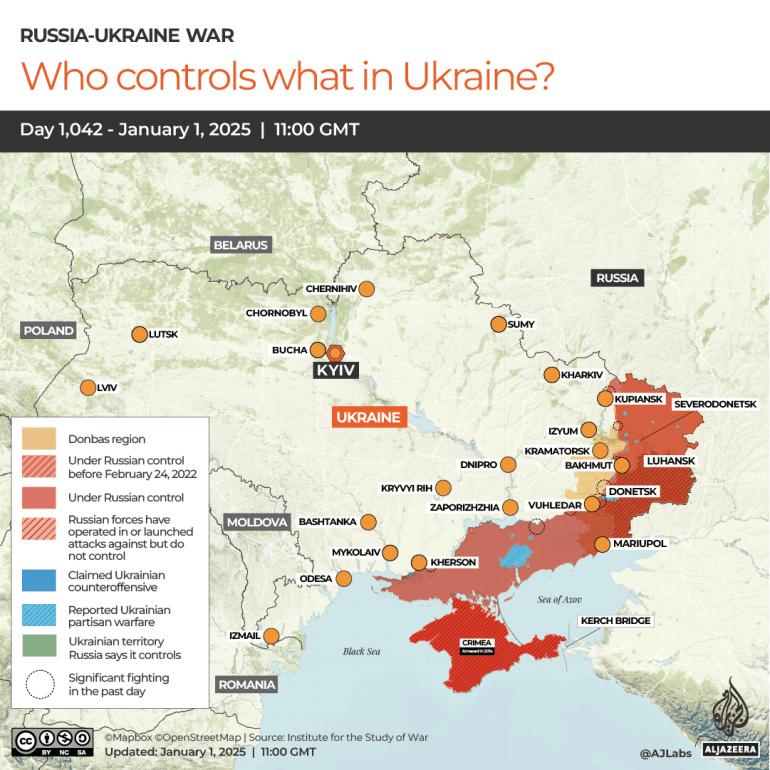 RUSSIA-UKRAINE WAR
Who controls what in Ukraine?
Day 1,042 - January 1, 2025 | 11:00 GMT
BELARUS
RUSSIA
CHERNIHIV
CHORNOBYL
POLAND
LUTSK
SUMY
BUCHA
KYIV
KHARKIV
LVIV
KUPIANSK
SEVERODONETSK
UKRAINE
IZYUM
KRAMATORSK
DNIPRO
BAKHMUT
LUHANSK
KRYVYI RIH
DONETSK
ZAPORIZHZHIA
VUHLEDAR
MOLDOVA
BASHTANKA
MARIUPOL
MYKOLAIV
KHERSON
ODESA
Sea of Azov
KERCH BRIDGE
IZMAIL
CRIMEA
Annexed in 2014
Black Sea
ROMANIA
Donbas region
Under Russian control
before February 24, 2022
Under Russian control
Russian forces have
operated in or launched
attacks against but do
not control
Claimed Ukrainian
counteroffensive
Reported Ukrainian
partisan warfare
Ukrainian territory
Russia says it controls
Significant fighting
in the past day
cc
BY NC SA
©Mapbox ©OpenStreetMap | Source: Institute for the Study of War
Updated: January 1, 2025 | 11:00 GMT
@AJLabs
ALJAZEERA